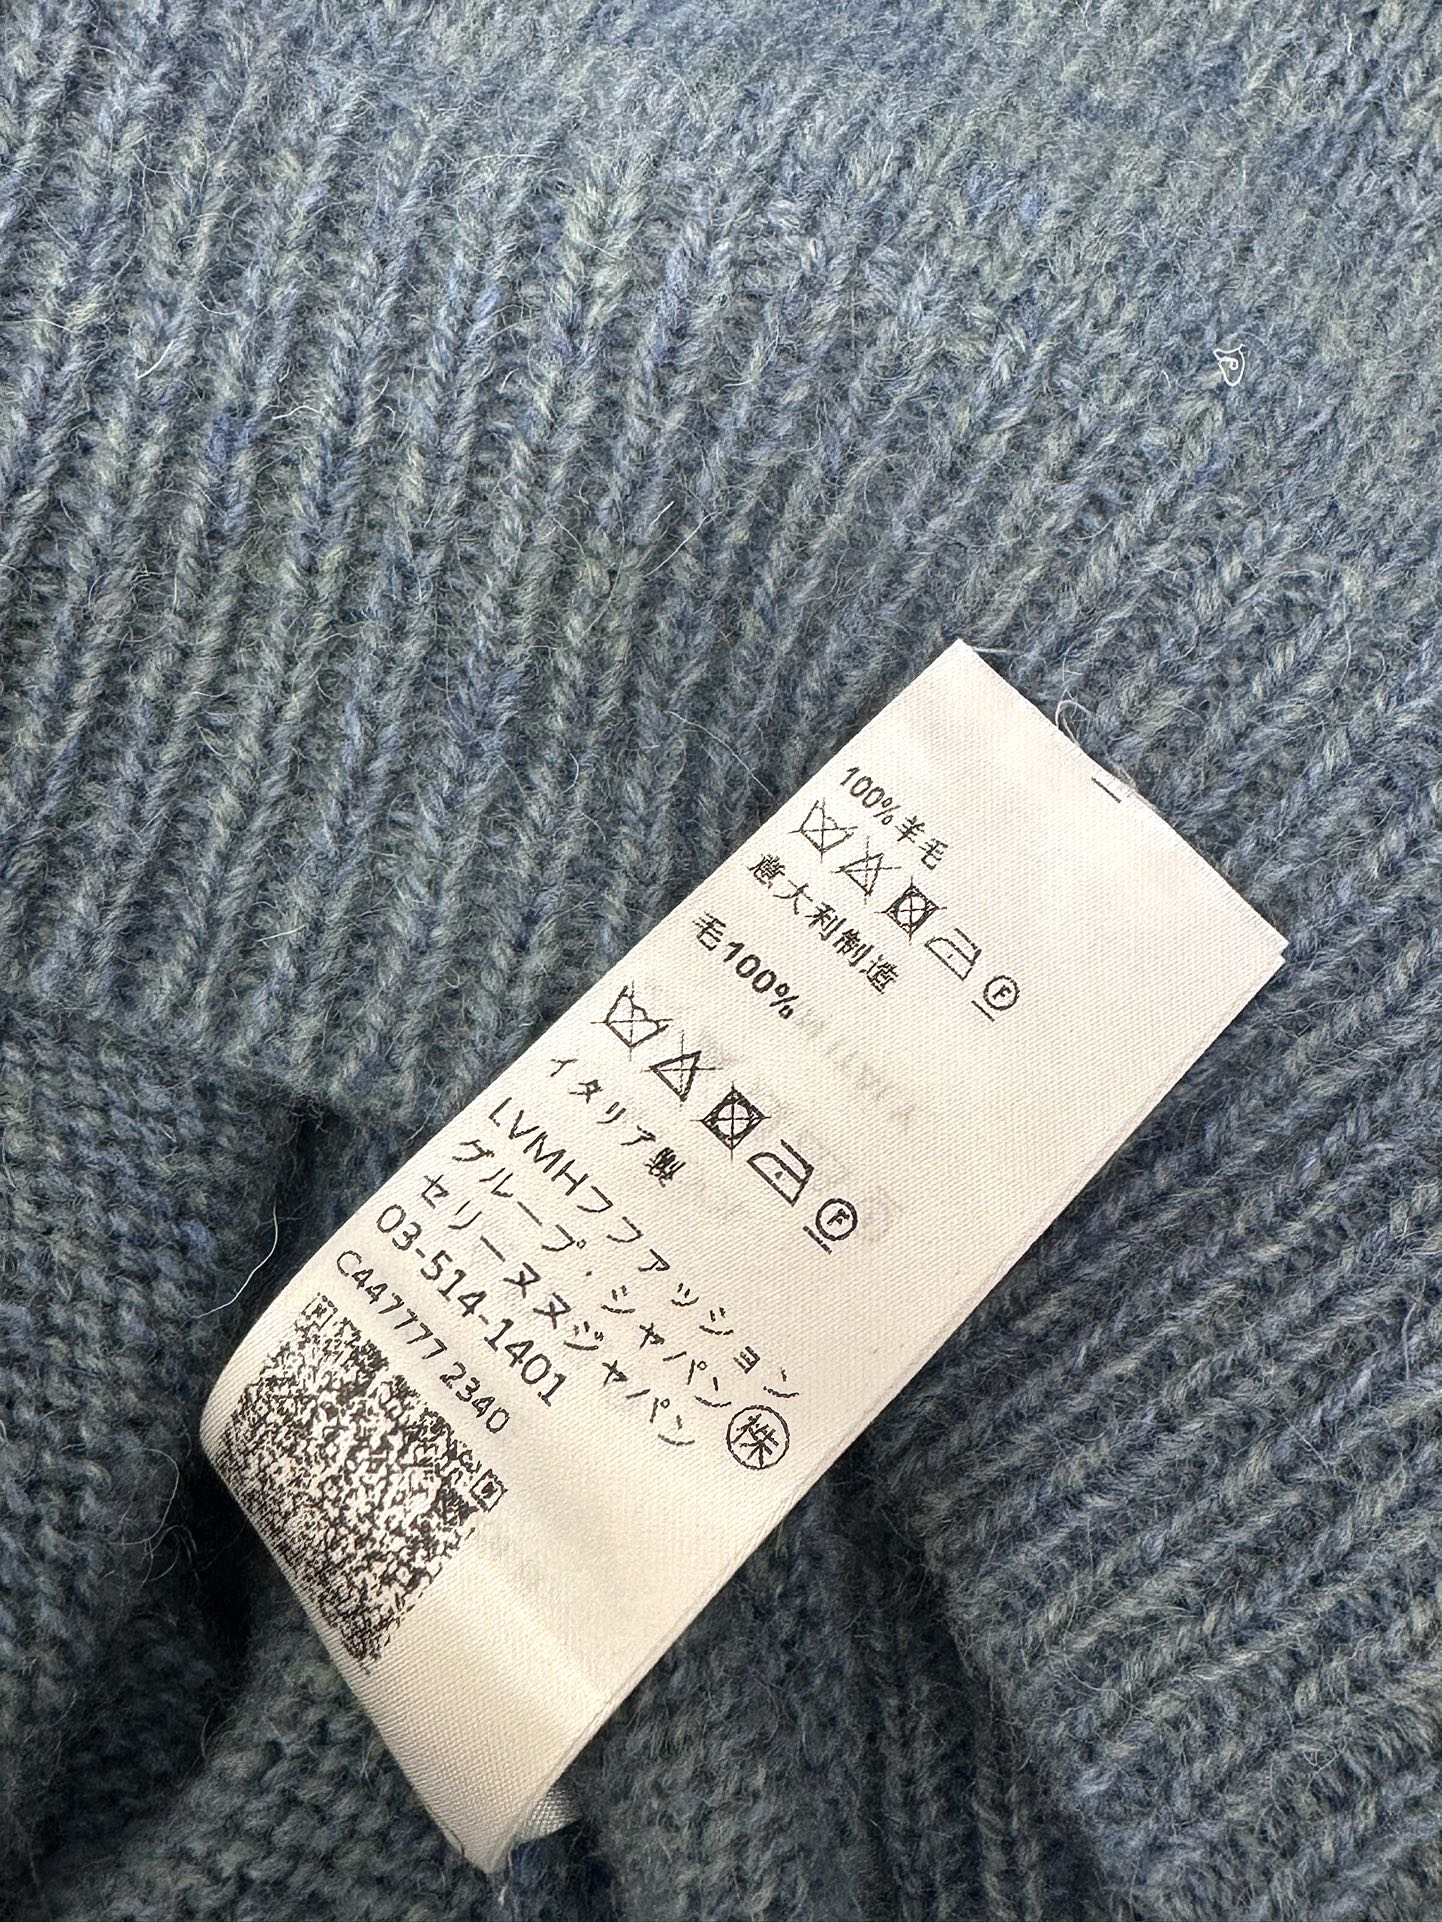 100%羊毛
意大利制造
毛100%
イタリア製
LVMHファッション
グループ・ジャパン㈱
セリーヌ ジャパン
03-514-1401
C44777 2340